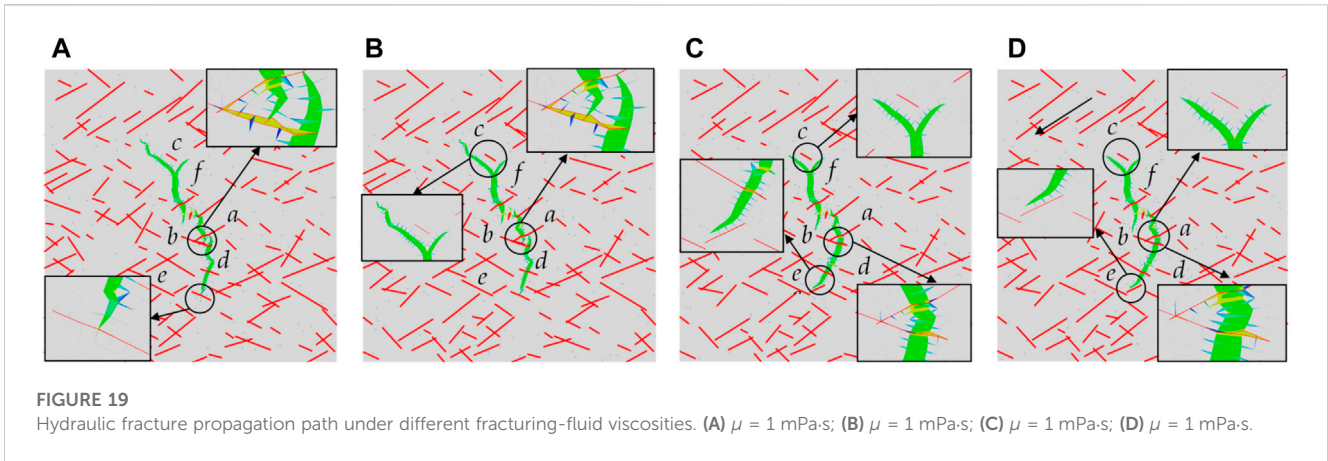 A
B
C
D
c
f
a
b
d
e
c
f
a
b
d
e
c
f
a
b
d
e
c
f
a
b
d
e
FIGURE 19
Hydraulic fracture propagation path under different fracturing-fluid viscosities. (A) μ = 1 mPa·s; (B) μ = 1 mPa·s; (C) μ = 1 mPa·s; (D) μ = 1 mPa·s.